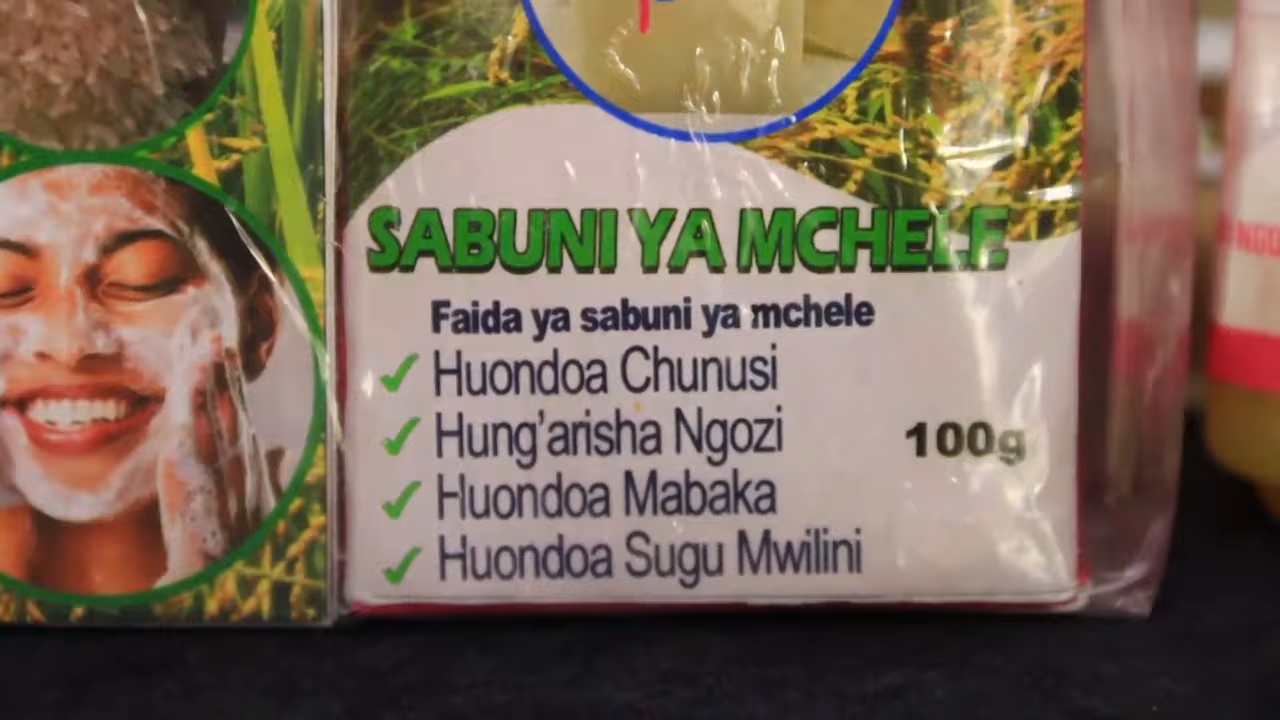 SABUNI YA MCHELE
Faida ya sabuni ya mchele
Huondoa Chunusi
Hung'arisha Ngozi
100g
Huondoa Mabaka
Huondoa Sugu Mwilini